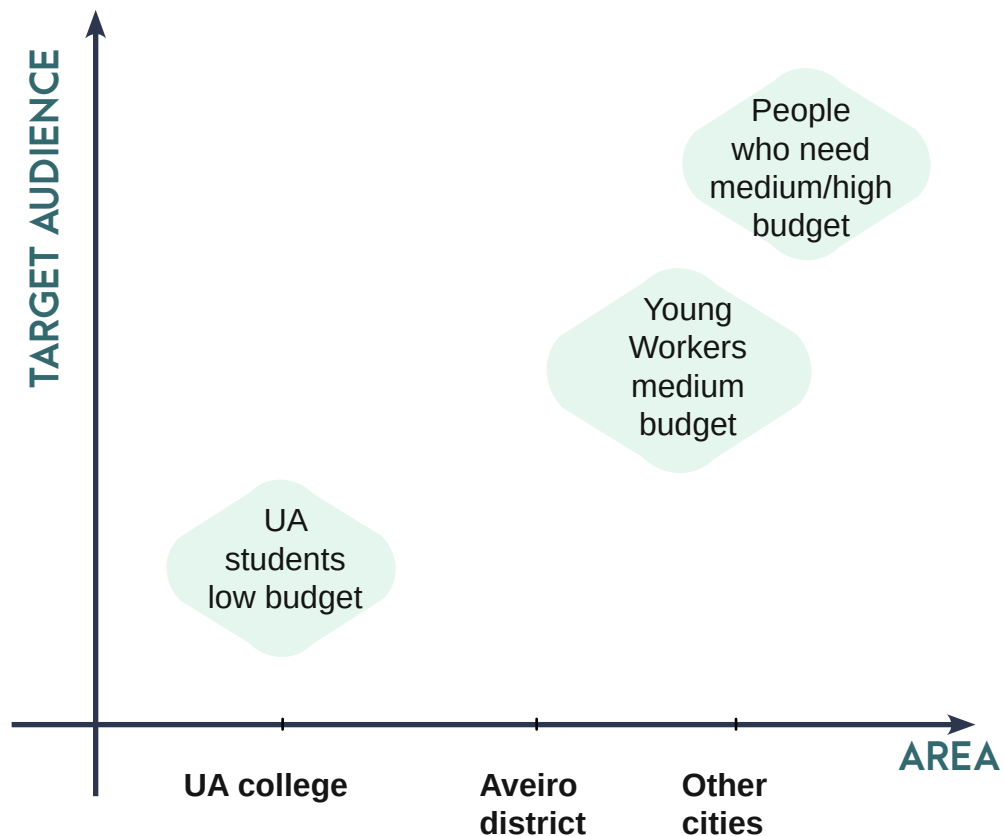 TARGET AUDIENCE
People
who need
medium/high
budget
Young
Workers
medium
budget
UA
students
low budget
AREA
UA college
Aveiro
district
Other
cities